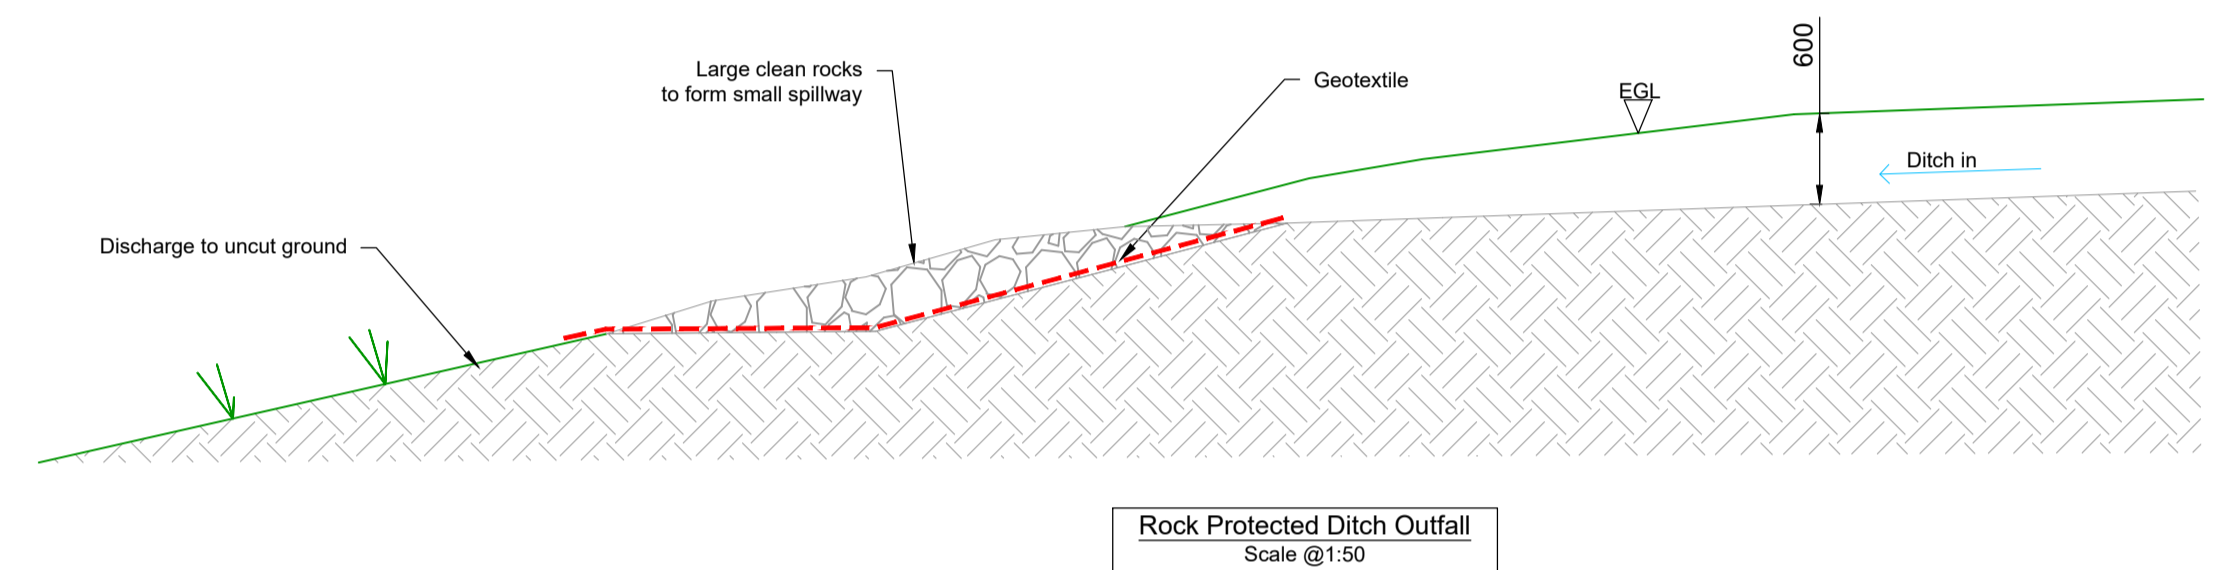 Large clean rocks
to form small spillway
Geotextile
EGL
600
Ditch in
Discharge to uncut ground
Rock Protected Ditch Outfall
Scale @1:50